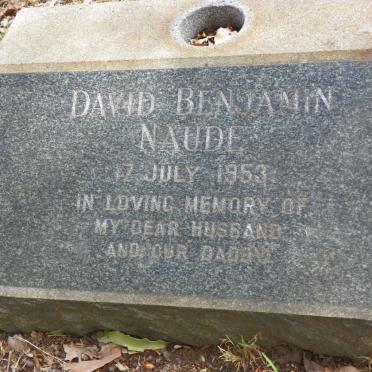 DAVID BENJAMIN
NAUDE
17 JULY 1953
IN LOVING MEMORY OF
MY DEAR HUSBAND
AND OUR DADDY.